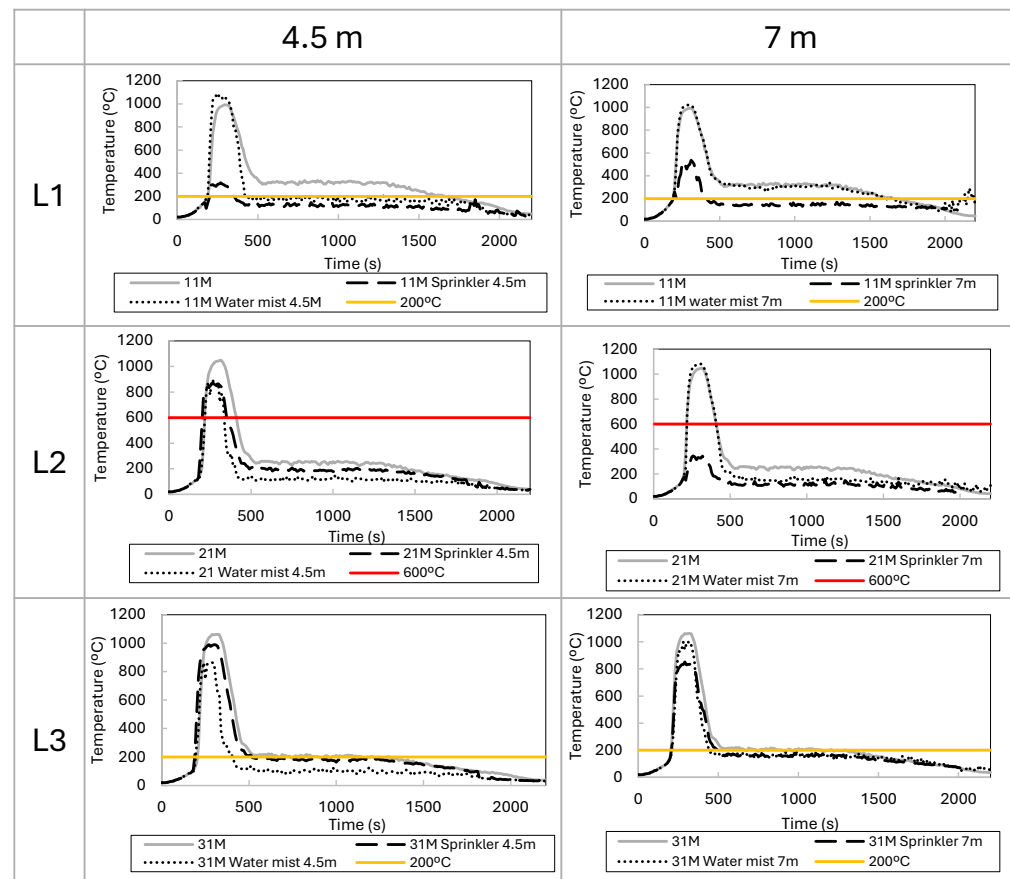 4.5 m
7 m
L1
Temperature (ºC)
1200
1000
800
600
400
200
0
0 500 1000 1500 2000
Time (s)
11M
11M Sprinkler 4.5m
11M Water mist 4.5M
200ºC
Temperature (ºC)
1200
1000
800
600
400
200
0
0 500 1000 1500 2000
Time (s)
11M
11M sprinkler 7m
11M water mist 7m
200ºC
L2
Temperature (ºC)
1200
1000
800
600
400
200
0
0 500 1000 1500 2000
Time (s)
21M
21M Sprinkler 4.5m
21 Water mist 4.5m
600ºC
Temperature (ºC)
1200
1000
800
600
400
200
0
0 500 1000 1500 2000
Time (s)
21M
21M Sprinkler 7m
21M Water mist 7m
600ºC
L3
Temperature (ºC)
1200
1000
800
600
400
200
0
0 500 1000 1500 2000
Time (s)
31M
31M Sprinkler 4.5m
31M Water mist 4.5m
200ºC
Temperature (ºC)
1200
1000
800
600
400
200
0
0 500 1000 1500 2000
Time (s)
31M
31M Sprinkler 7m
31M Water mist 7m
200ºC